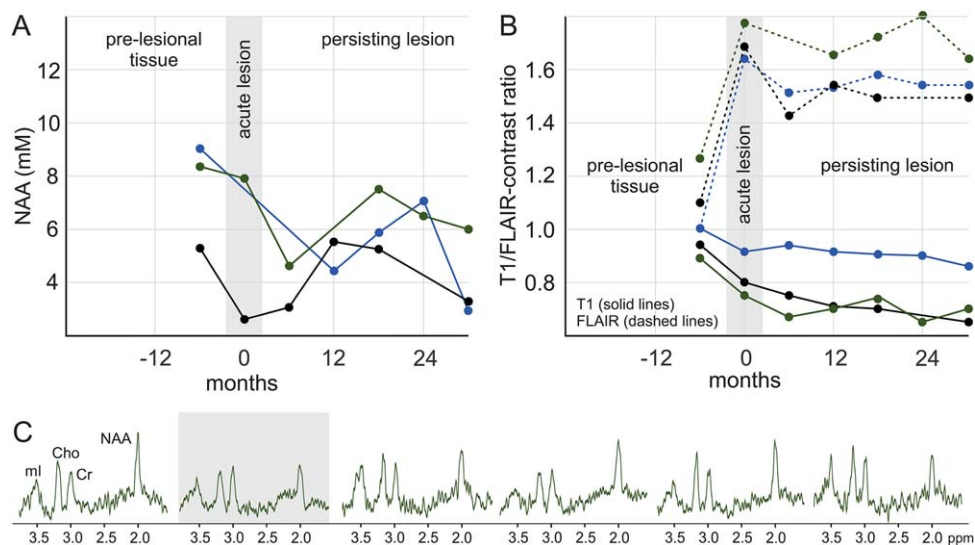 A
pre-lesional
tissue
acute lesion
persisting lesion
NAA (mM)
12
10
8
6
4
-12 0 12 24
months
B
pre-lesional
tissue
acute lesion
persisting lesion
T1/FLAIR-contrast ratio
1.6
1.4
1.2
1.0
0.8
T1 (solid lines)
FLAIR (dashed lines)
-12 0 12 24
months
C
mI
Cho
Cr
NAA
3.5 3.0 2.5 2.0 3.5 3.0 2.5 2.0 3.5 3.0 2.5 2.0 3.5 3.0 2.5 2.0 3.5 3.0 2.5 2.0 3.5 3.0 2.5 2.0 ppm